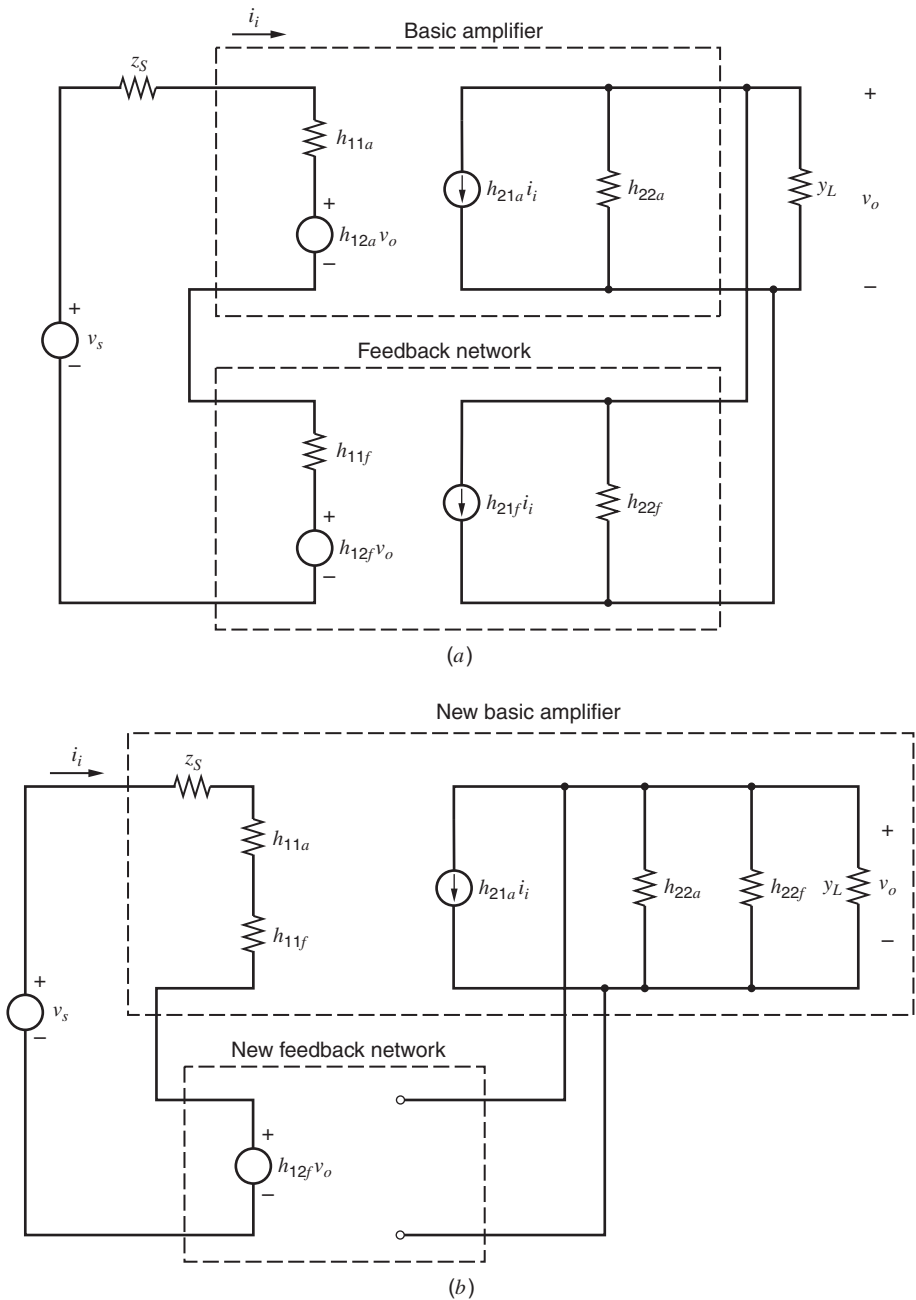 i_i
Basic amplifier
z_S
h_11a
+
h_12a v_o
−
h_21a i_i
h_22a
y_L
+
v_o
−
+
v_s
−
Feedback network
h_11f
+
h_12f v_o
−
h_21f i_i
h_22f
(a)
New basic amplifier
i_i
z_S
h_11a
h_11f
h_21a i_i
h_22a
h_22f
y_L
+
v_o
−
+
v_s
−
New feedback network
+
h_12f v_o
−
(b)